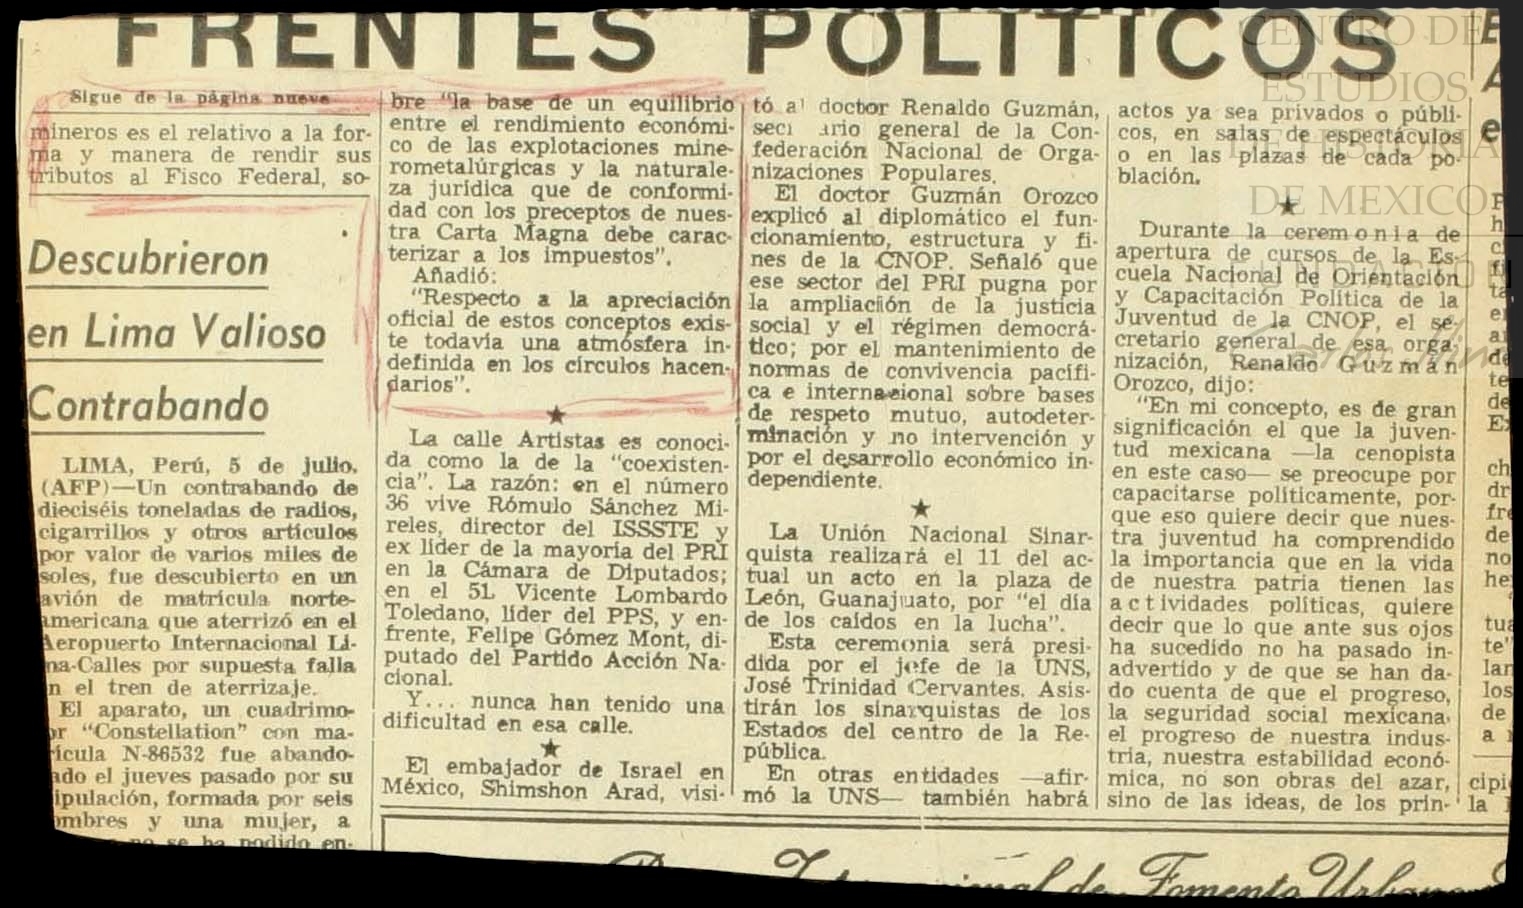 FRENTES POLITICOS
Sigue de la página nueve
mineros es el relativo a la for-
ma y manera de rendir sus
tributos al Fisco Federal, so-
Descubrieron
en Lima Valioso
Contrabando
LIMA, Perú, 5 de julio.
(AFP)—Un contrabando de
dieciséis toneladas de radios,
cigarrillos y otros artículos
por valor de varios miles de
soles, fue descubierto en un
avión de matrícula norte-
americana que aterrizó en el
Aeropuerto Internacional Li-
ma-Calles por supuesta falla
n el tren de aterrizaje.
El aparato, un cuadrimo-
or "Constellation" con ma-
rícula N-86532 fue abando-
ado el jueves pasado por su
ipulación, formada por seis
ombres y una mujer, a
no se ha podido en-
bre "la base de un equilibrio
entre el rendimiento económi-
co de las explotaciones mine-
rometalúrgicas y la naturale-
za jurídica que de conformi-
dad con los preceptos de nues-
tra Carta Magna debe carac-
terizar a los impuestos".
Añadió:
"Respecto a la apreciación
oficial de estos conceptos exis-
te todavía una atmósfera in-
definida en los círculos hacen-
darios".
★
La calle Artistas es conoci-
da como la de la "coexisten-
cia". La razón: en el número
36 vive Rómulo Sánchez Mi-
reles, director del ISSSTE y
ex líder de la mayoría del PRI
en la Cámara de Diputados;
en el 51. Vicente Lombardo
Toledano, líder del PPS, y en-
frente, Felipe Gómez Mont, di-
putado del Partido Acción Na-
cional.
Y... nunca han tenido una
dificultad en esa calle.
★
El embajador de Israel en
México, Shimshon Arad, visi-
tó al doctor Renaldo Guzmán,
sec rio general de la Con-
federación Nacional de Orga-
nizaciones Populares.
El doctor Guzmán Orozco
explicó al diplomático el fun-
cionamiento, estructura y fi-
nes de la CNOP. Señaló que
ese sector del PRI pugna por
la ampliación de la justicia
social y el régimen democrá-
tico; por el mantenimiento de
normas de convivencia pacífi-
ca e internacional sobre bases
de respeto mutuo, autodeter-
minación y no intervención y
por el desarrollo económico in-
dependiente.
★
La Unión Nacional Sinar-
quista realizará el 11 del ac-
tual un acto en la plaza de
León, Guanajuato, por "el día
de los caídos en la lucha".
Esta ceremonia será presi-
dida por el jefe de la UNS,
José Trinidad Cervantes. Asis-
tirán los sinarquistas de los
Estados del centro de la Re-
pública.
En otras entidades —afir-
mó la UNS— también habrá
actos ya sea privados o públi-
cos, en salas de espectáculos
o en las plazas de cada po-
blación.
★
Durante la ceremonia de
apertura de cursos de la Es-
cuela Nacional de Orientación
y Capacitación Política de la
Juventud de la CNOP, el se-
cretario general de esa orga-
nización, Renaldo Guzmán
Orozco, dijo:
"En mi concepto, es de gran
significación el que la juven-
tud mexicana —la cenopista
en este caso— se preocupe por
capacitarse políticamente, por-
que eso quiere decir que nues-
tra juventud ha comprendido
la importancia que en la vida
de nuestra patria tienen las
actividades políticas, quiere
decir que lo que ante sus ojos
ha sucedido no ha pasado in-
advertido y de que se han da-
do cuenta de que el progreso,
la seguridad social mexicana,
el progreso de nuestra indus-
tria, nuestra estabilidad econó-
mica, no son obras del azar,
sino de las ideas, de los prin-
CENTRO DE
ESTUDIOS
DE HISTORIA
DE MEXICO
de Fomento Urbano